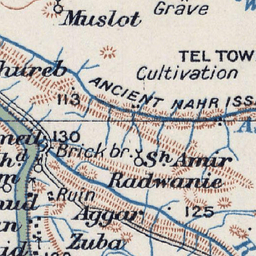 Muslot
Grave
TEL TOW
Cultivation
hureb
ANCIENT NAHR ISS
113
130
Brick br.
Sh Amir
Radwanie
Ruin
Aggar
125
Zuba